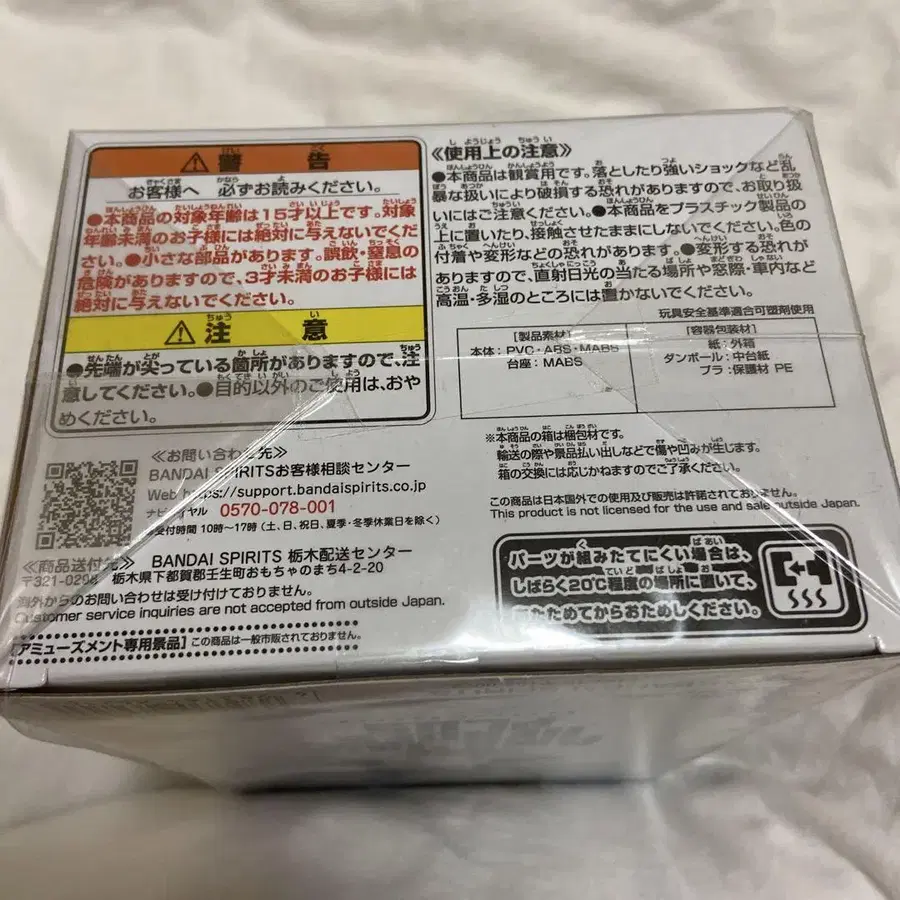 ⚠警告
お客様へ 必ずお読みください。
●本商品の対象年齢は15才以上です。対象
年齢未満のお子様には絶対に与えないでくだ
さい。●小さな部品があります。誤飲・窒息の
危険がありますので、3才未満のお子様には
絶対に与えないでください。
⚠注意
●先端が尖っている箇所がありますので、注
意してください。●目的以外のご使用は、おや
めください。
《使用上の注意》
●本商品は観賞用です。落としたり強いショックなど乱
暴な扱いにより破損する恐れがありますので、お取り扱
いにはご注意ください。●本商品をプラスチック製品の
上に置いたり、接触させたままにしないでください。色の
付着や変形などの恐れがあります。●変形する恐れが
ありますので、直射日光の当たる場所や窓際・車内など
高温・多湿のところには置かないでください。
玩具安全基準適合可塑剤使用
[製品素材]
本体:PVC・ABS・MABS
台座:MABS
[容器包装材]
紙:外箱
ダンボール:中台紙
プラ:保護材 PE
※本商品の箱は梱包材です。
輸送の際や景品払い出しなどで傷や凹みが生じます。
箱の交換には応じかねますのでご了承ください。
この商品は日本国外での使用及び販売は許諾されておりません。
This product is not licensed for the use and sale outside Japan.
《お問い合わせ先》
BANDAI SPIRITSお客様相談センター
Web https://support.bandaispirits.co.jp
ナビダイヤル 0570-078-001
受付時間 10時~17時 (土、日、祝日、夏季・冬季休業日を除く)
《商品送付元》 BANDAI SPIRITS 栃木配送センター
〒321-0298 栃木県下都賀郡壬生町おもちゃのまち4-2-20
海外からのお問い合わせは受け付けておりません。
Customer service inquiries are not accepted from outside Japan.
[アミューズメント専用景品] この商品は一般市販されておりません。
パーツが組みたてにくい場合は、
しばらく20℃程度の場所に置いて、
あたためてからおためしください。